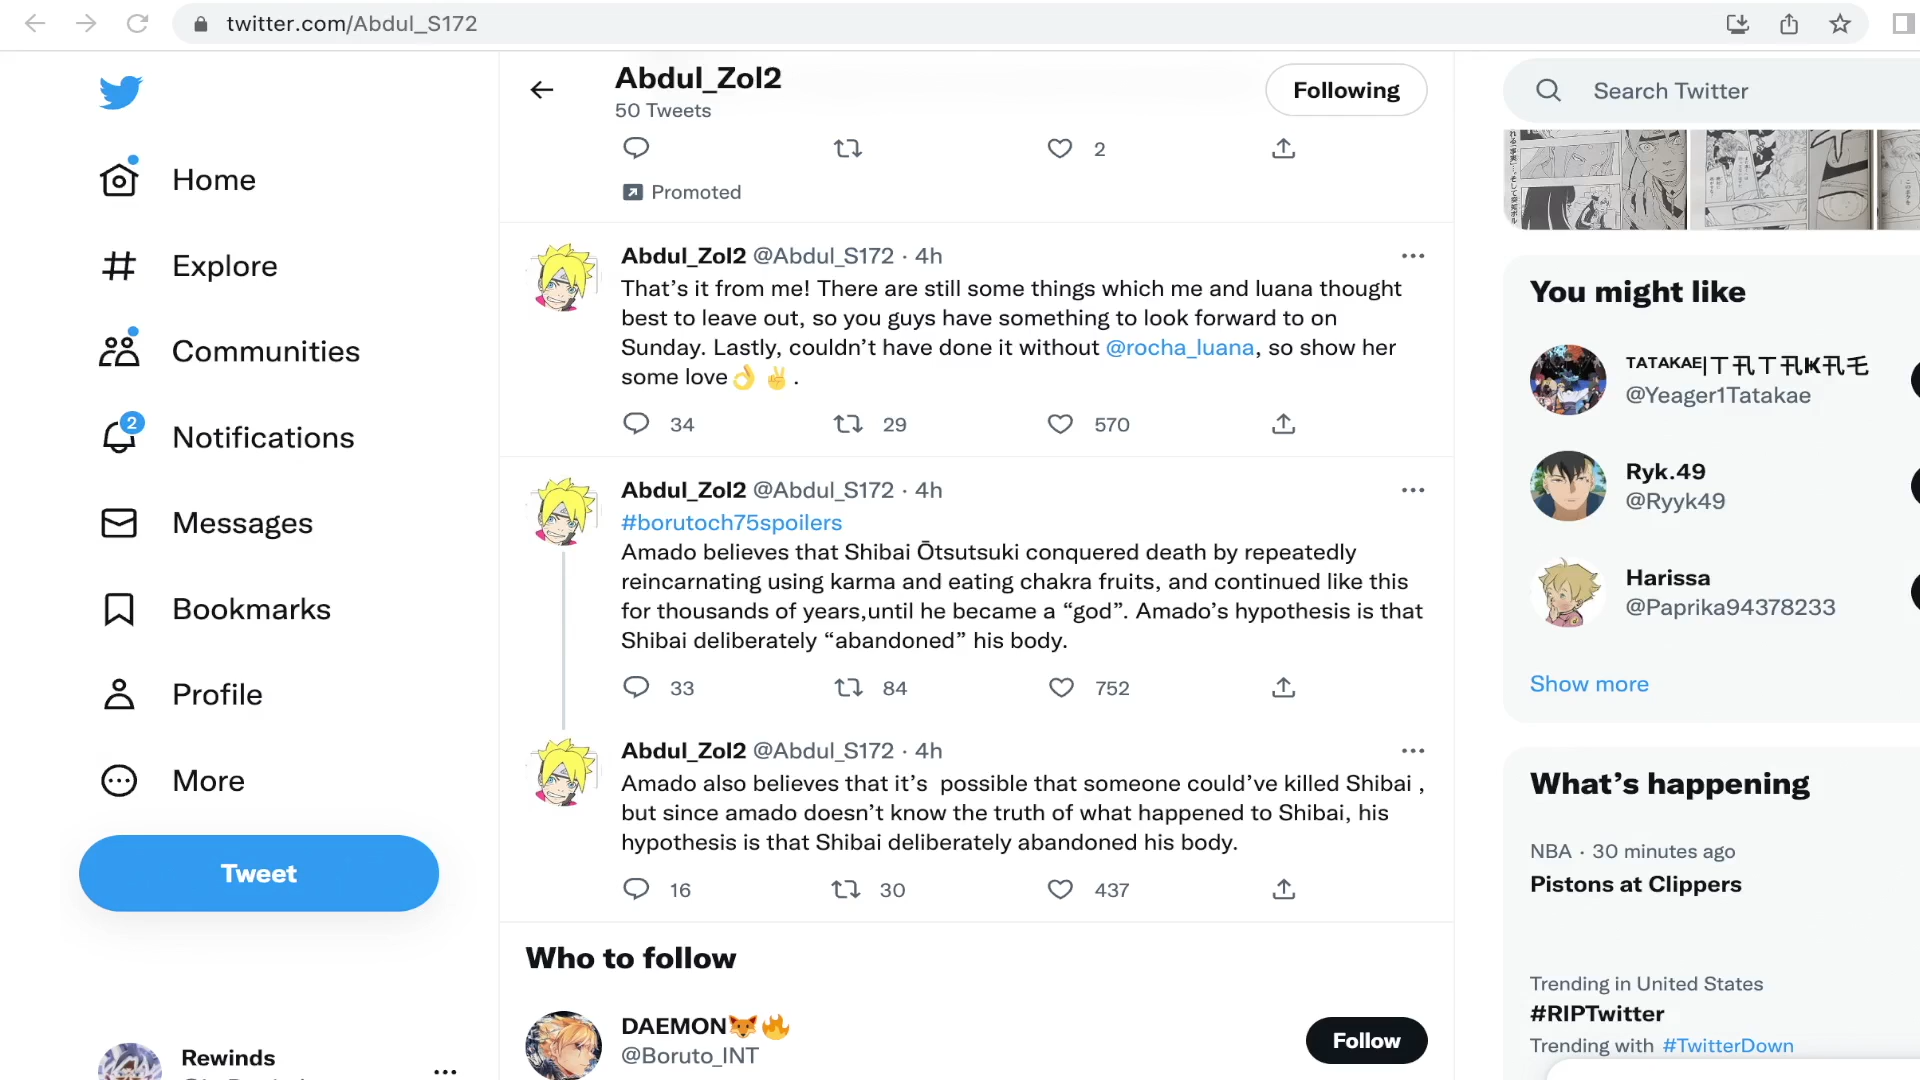 twitter.com/Abdul_S172
Home
Explore
Communities
2
Notifications
Messages
Bookmarks
Profile
More
Tweet
Rewinds
Abdul_Zol2
50 Tweets
Following
2
Promoted
Abdul_Zol2 @Abdul_S172 · 4h
That’s it from me! There are still some things which me and luana thought
best to leave out, so you guys have something to look forward to on
Sunday. Lastly, couldn’t have done it without @rocha_luana, so show her
some love👌✌️.
34 29 570
Abdul_Zol2 @Abdul_S172 · 4h
#borutoch75spoilers
Amado believes that Shibai Ōtsutsuki conquered death by repeatedly
reincarnating using karma and eating chakra fruits, and continued like this
for thousands of years,until he became a “god”. Amado’s hypothesis is that
Shibai deliberately “abandoned” his body.
33 84 752
Abdul_Zol2 @Abdul_S172 · 4h
Amado also believes that it’s  possible that someone could’ve killed Shibai ,
but since amado doesn’t know the truth of what happened to Shibai, his
hypothesis is that Shibai deliberately abandoned his body.
16 30 437
Who to follow
DAEMON🦊🔥
@Boruto_INT
Follow
Search Twitter
You might like
@Yeager1Tatakae
Ryk.49
@Ryyk49
Harissa
@Paprika94378233
Show more
What’s happening
NBA · 30 minutes ago
Pistons at Clippers
Trending in United States
#RIPTwitter
Trending with #TwitterDown